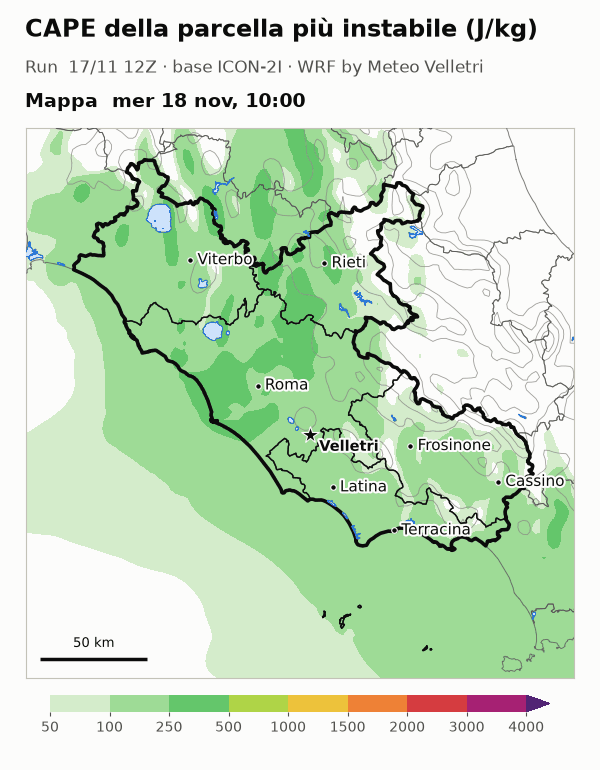 CAPE della parcella più instabile (J/kg)
Run  17/11 12Z · base ICON-2I · WRF by Meteo Velletri
Mappa  mer 18 nov, 10:00
Viterbo
Rieti
Roma
Velletri
Frosinone
Latina
Cassino
Terracina
50 km
50 100 250 500 1000 1500 2000 3000 4000